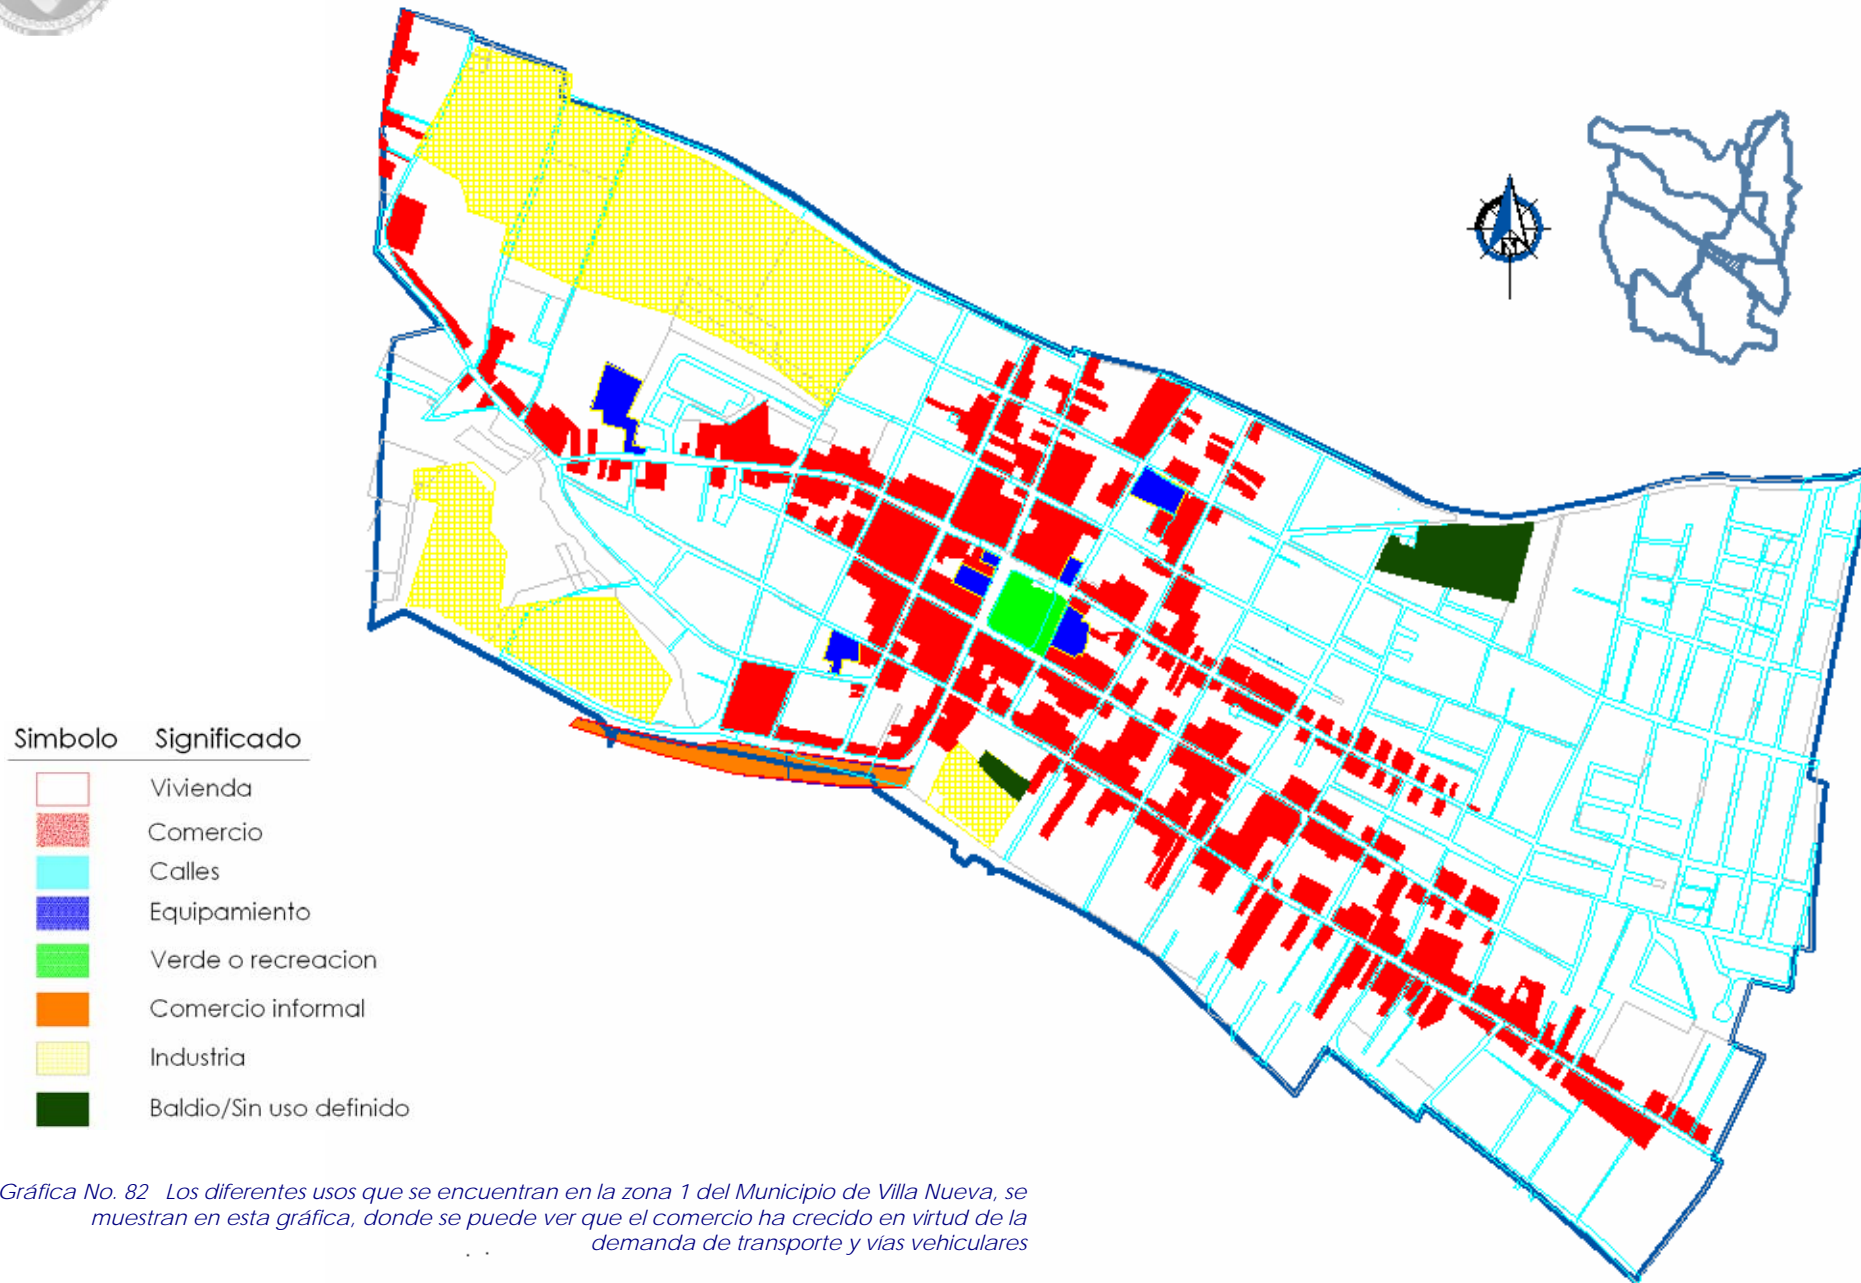 N
Simbolo Significado
Vivienda
Comercio
Calles
Equipamiento
Verde o recreacion
Comercio informal
Industria
Baldio/Sin uso definido
Gráfica No. 82 Los diferentes usos que se encuentran en la zona 1 del Municipio de Villa Nueva, se
muestran en esta gráfica, donde se puede ver que el comercio ha crecido en virtud de la
demanda de transporte y vías vehiculares